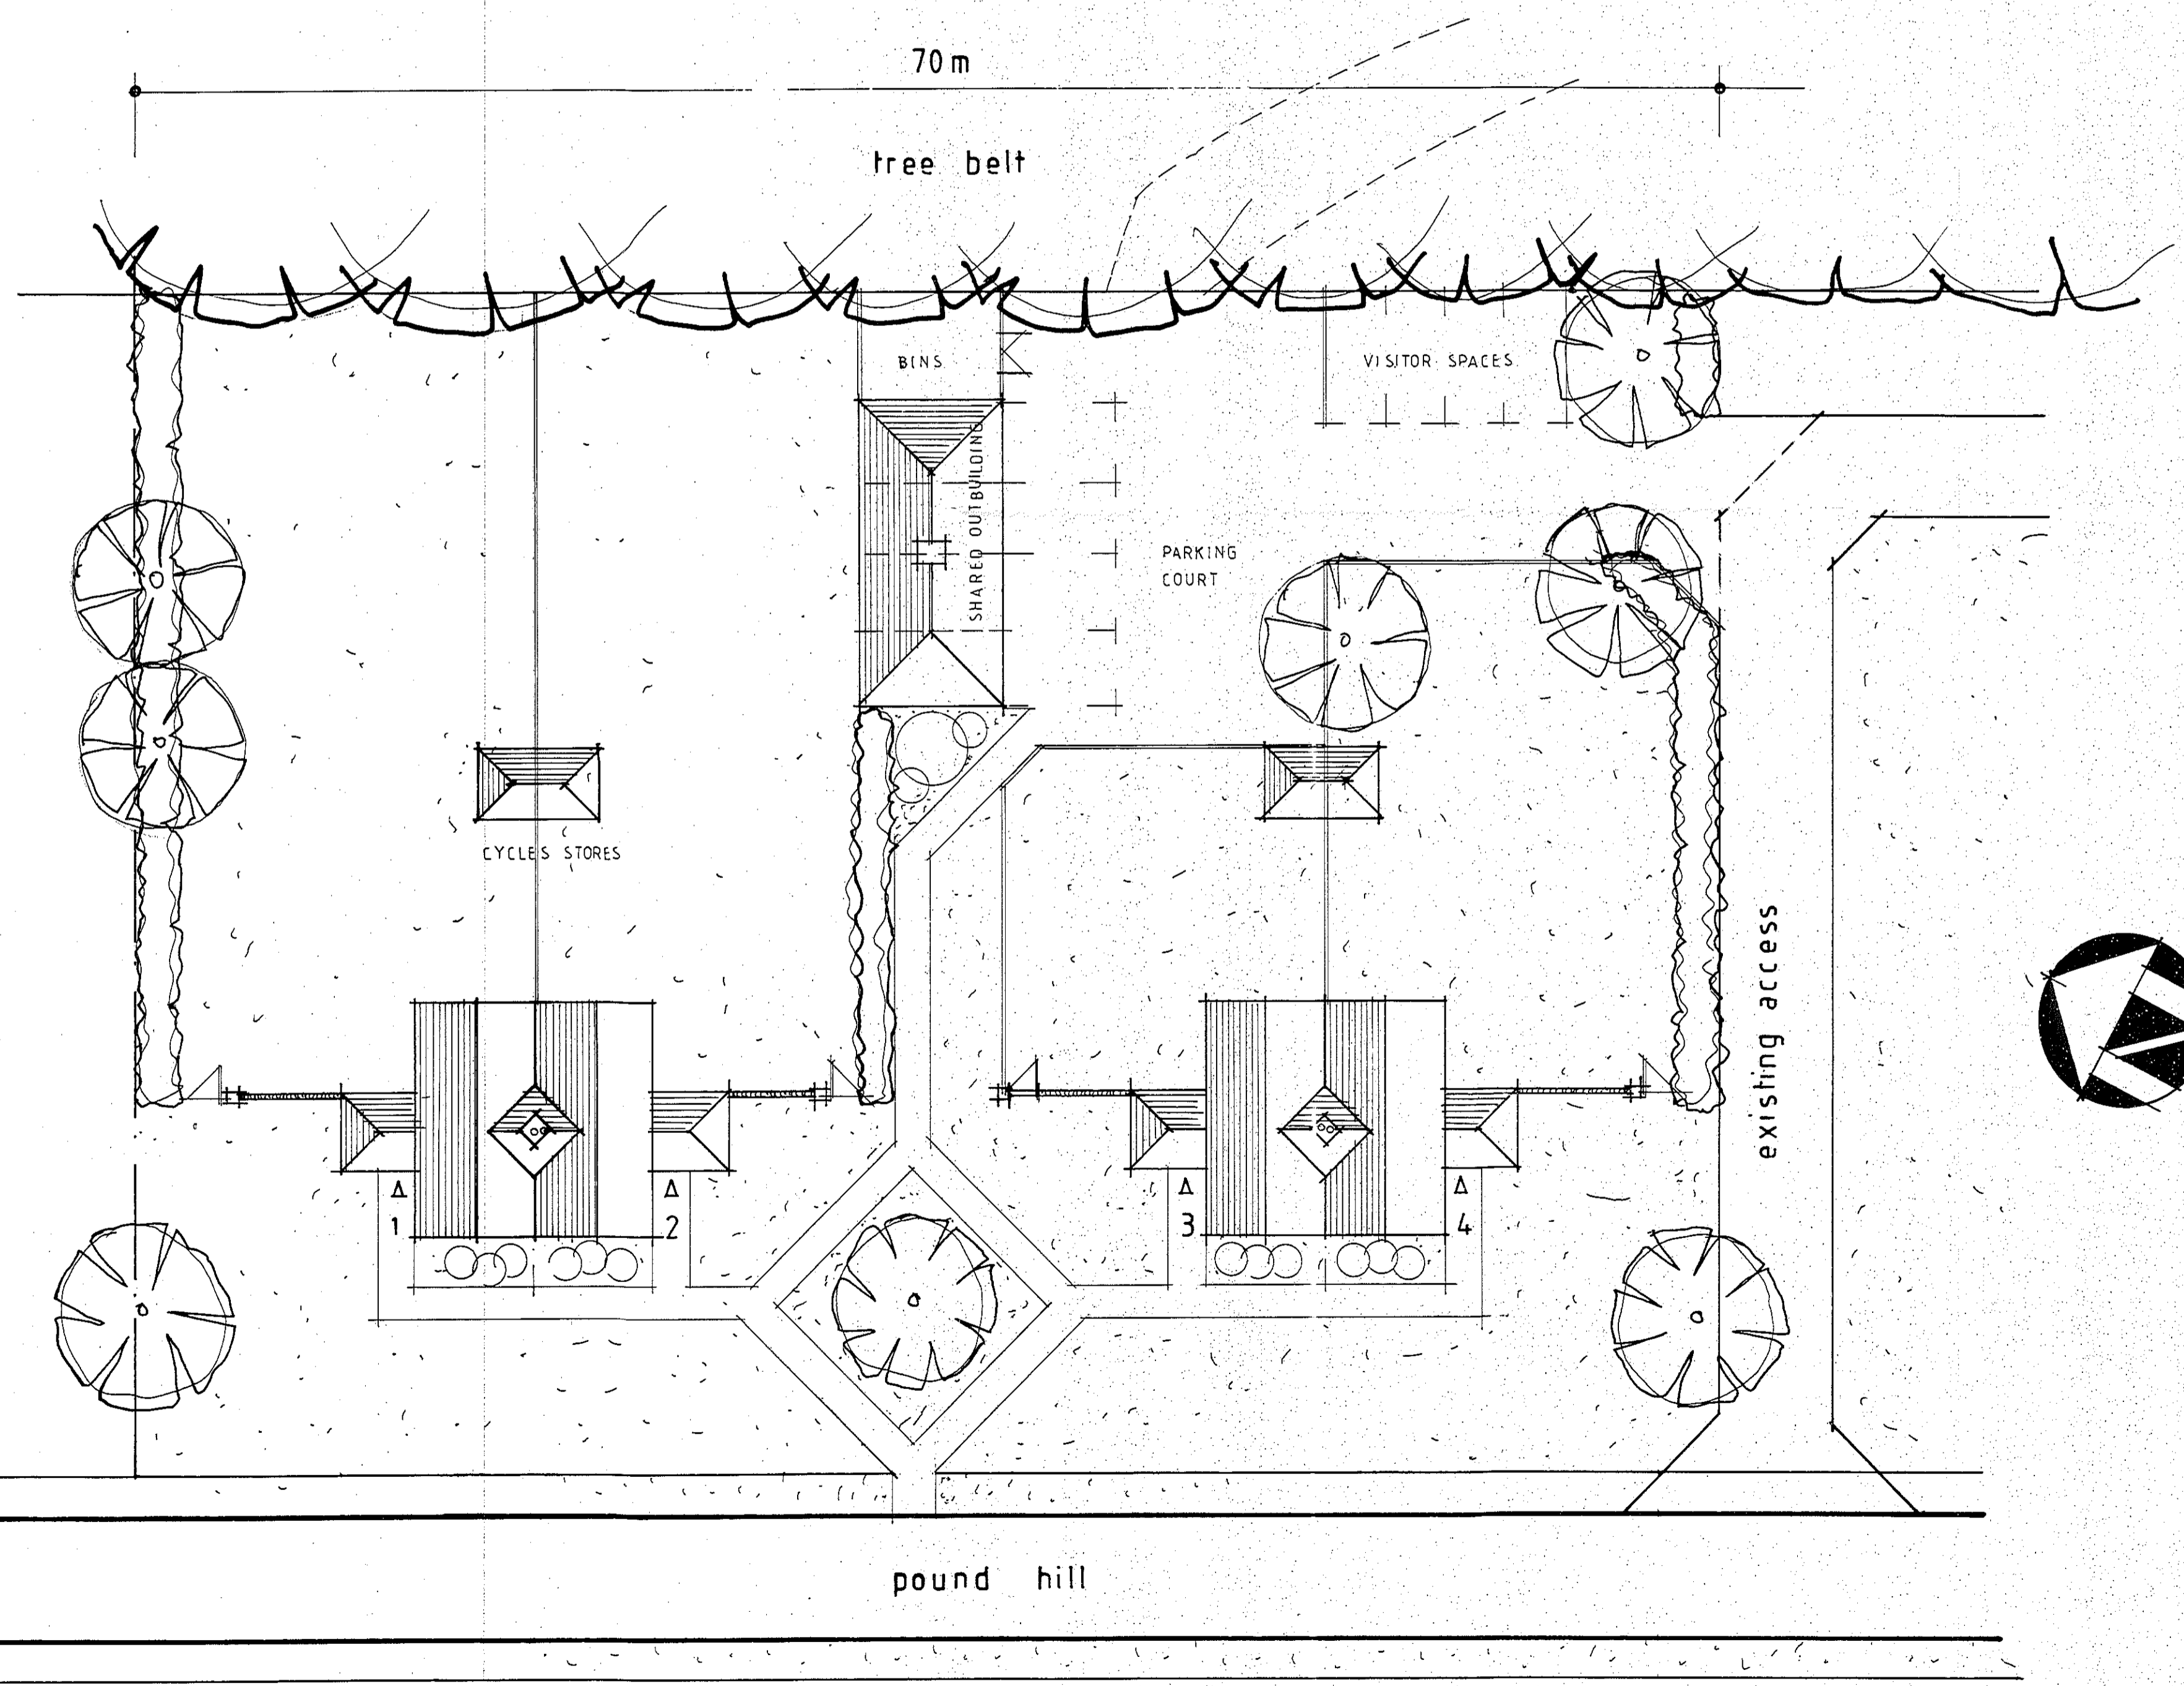 70m
tree belt
BINS
VISITOR SPACES
SHARED OUTBUILDING
PARKING
COURT
CYCLES STORES
existing access
1
2
3
4
pound hill